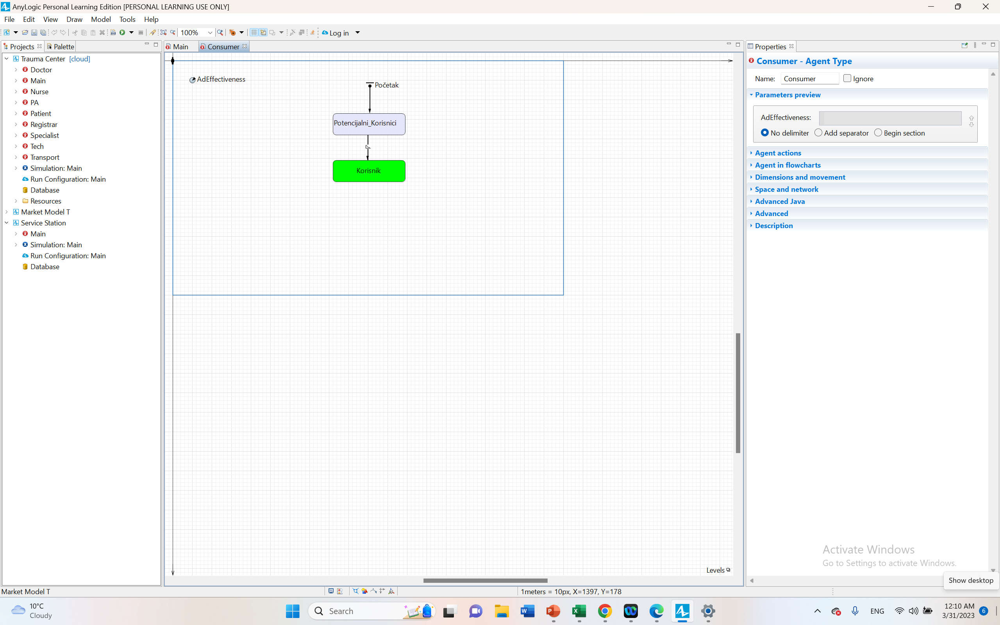 AnyLogic Personal Learning Edition [PERSONAL LEARNING USE ONLY]
File Edit View Draw Model Tools Help
100% Log in
Projects Palette
Main Consumer
Properties
Trauma Center [cloud]
Doctor
Main
Nurse
PA
Patient
Registrar
Specialist
Tech
Transport
Simulation: Main
Run Configuration: Main
Database
Resources
Market Model T
Service Station
Main
Simulation: Main
Run Configuration: Main
Database
AdEffectiveness
Početak
Potencijalni_Korisnici
Korisnik
Levels
Consumer - Agent Type
Name: Consumer Ignore
Parameters preview
AdEffectiveness:
No delimiter Add separator Begin section
Agent actions
Agent in flowcharts
Dimensions and movement
Space and network
Advanced Java
Advanced
Description
Activate Windows
Go to Settings to activate Windows.
Show desktop
Market Model T
1meters = 10px, X=1397, Y=178
10°C
Cloudy
Search
ENG
12:10 AM
3/31/2023
6